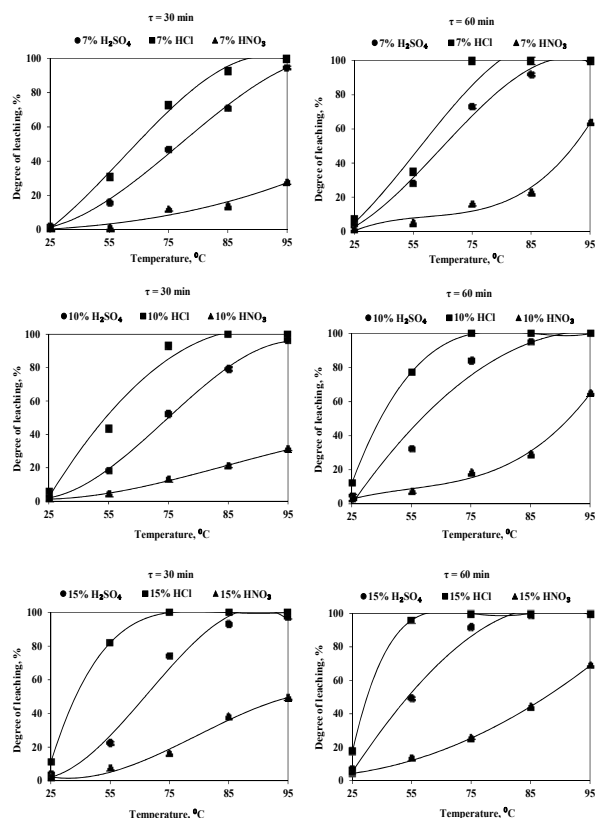 τ = 30 min
● 7% H₂SO₄ ■ 7% HCl ▲ 7% HNO₃
Degree of leaching, %
100
80
60
40
20
0
25 55 75 85 95
Temperature, ⁰C
τ = 60 min
● 7% H₂SO₄ ■ 7% HCl ▲ 7% HNO₃
Degree of leaching, %
100
80
60
40
20
0
25 55 75 85 95
Temperature, ⁰C
τ = 30 min
● 10% H₂SO₄ ■ 10% HCl ▲ 10% HNO₃
Degree of leaching, %
100
80
60
40
20
0
25 55 75 85 95
Temperature, ⁰C
τ = 60 min
● 10% H₂SO₄ ■ 10% HCl ▲ 10% HNO₃
Degree of leaching, %
100
80
60
40
20
0
25 55 75 85 95
Temperature, ⁰C
τ = 30 min
● 15% H₂SO₄ ■ 15% HCl ▲ 15% HNO₃
Degree of leaching, %
100
80
60
40
20
0
25 55 75 85 95
Temperature, ⁰C
τ = 60 min
● 15% H₂SO₄ ■ 15% HCl ▲ 15% HNO₃
Degree of leaching, %
100
80
60
40
20
0
25 55 75 85 95
Temperature, ⁰C